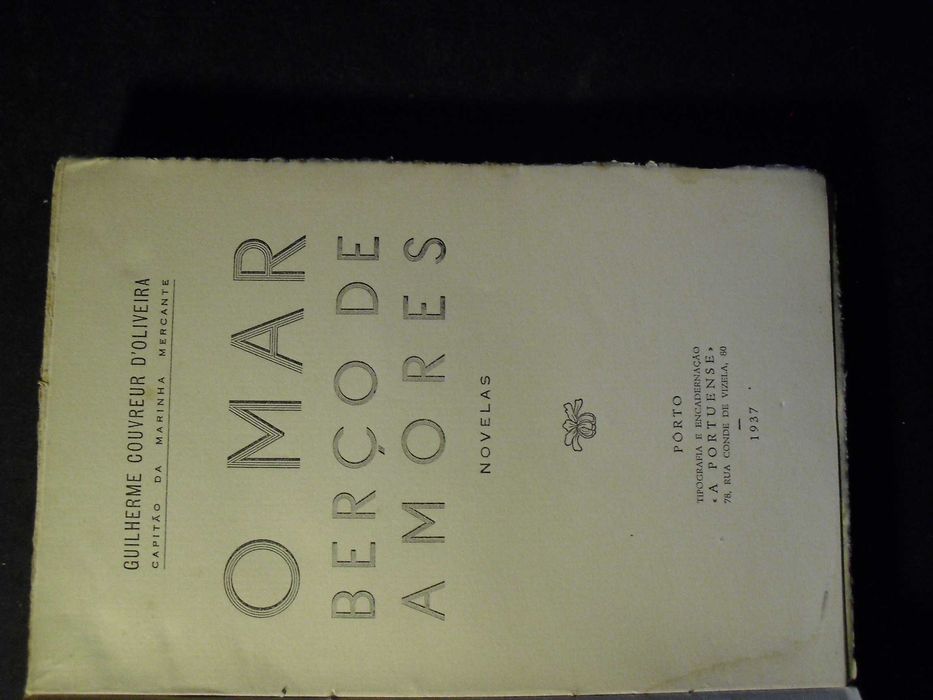 GUILHERME COUVREUR D'OLIVEIRA
CAPITÃO DA MARINHA MERCANTE
O MAR
BERÇO DE
AMORES
NOVELAS
PÔRTO
TIPOGRAFIA E ENCADERNAÇÃO
«A PORTUENSE»
78, RUA CONDE DE VIZELA, 80
1937